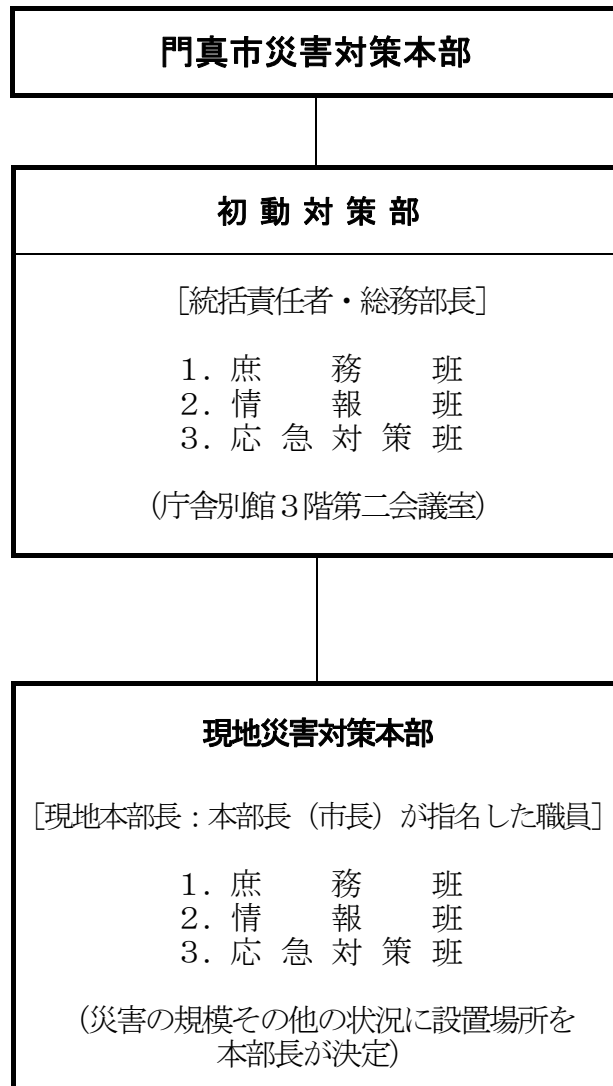 門真市災害対策本部
初動対策部
［統括責任者・総務部長］
１．庶務班
２．情報班
３．応急対策班
（庁舎別館３階第二会議室）
現地災害対策本部
［現地本部長：本部長（市長）が指名した職員］
１．庶務班
２．情報班
３．応急対策班
（災害の規模その他の状況に設置場所を
本部長が決定）